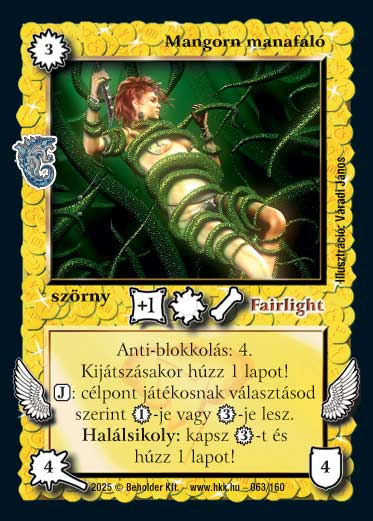 3
Mangorn manafaló
Illusztráció: Váradi János
szörny +1 Fairlight
Anti-blokkolás: 4.
Kijátszásakor húzz 1 lapot!
J: célpont játékosnak választásod
szerint 1-je vagy 3-je lesz.
Halálsikoly: kapsz 3-t és
húzz 1 lapot!
4
4
2025 © Beholder Kft. – www.hkk.hu – 063/160